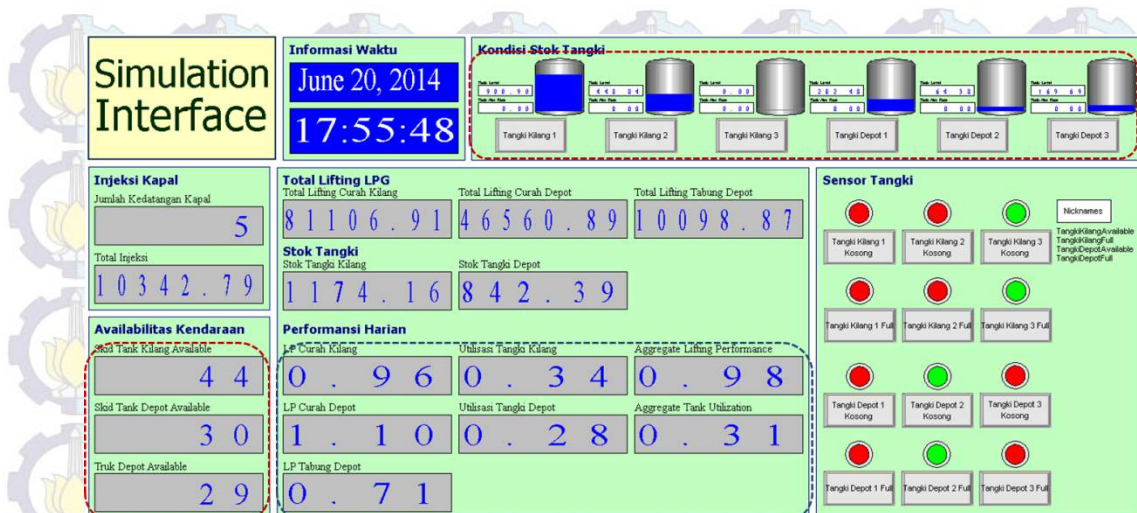 Simulation
Interface
Informasi Waktu
June 20, 2014
17:55:48
Kondisi Stok Tangki
Tangki Kilang 1
Tangki Kilang 2
Tangki Kilang 3
Tangki Depot 1
Tangki Depot 2
Tangki Depot 3
Injeksi Kapal
Jumlah Kedatangan Kapal
5
Total Injeksi
10342.79
Total Lifting LPG
Total Lifting Curah Kilang
81106.91
Total Lifting Curah Depot
46560.89
Total Lifting Tabung Depot
10098.87
Stok Tangki
Stok Tangki Kilang
1174.16
Stok Tangki Depot
842.39
Availabilitas Kendaraan
Skid Tank Kilang Available
44
Skid Tank Depot Available
30
Truk Depot Available
29
Performansi Harian
LP Curah Kilang
0.96
Utilisasi Tangki Kilang
0.34
Aggregate Lifting Performance
0.98
LP Curah Depot
1.10
Utilisasi Tangki Depot
0.28
Aggregate Tank Utilization
0.31
LP Tabung Depot
0.71
Sensor Tangki
Tangki Kilang 1
Kosong
Tangki Kilang 2
Kosong
Tangki Kilang 3
Kosong
Nicknames
TangkiKilangAvailable
TangkiKilangFull
TangkiDepotAvailable
TangkiDepotFull
Tangki Kilang 1 Full
Tangki Kilang 2 Full
Tangki Kilang 3 Full
Tangki Depot 1
Kosong
Tangki Depot 2
Kosong
Tangki Depot 3
Kosong
Tangki Depot 1 Full
Tangki Depot 2 Full
Tangki Depot 3 Full